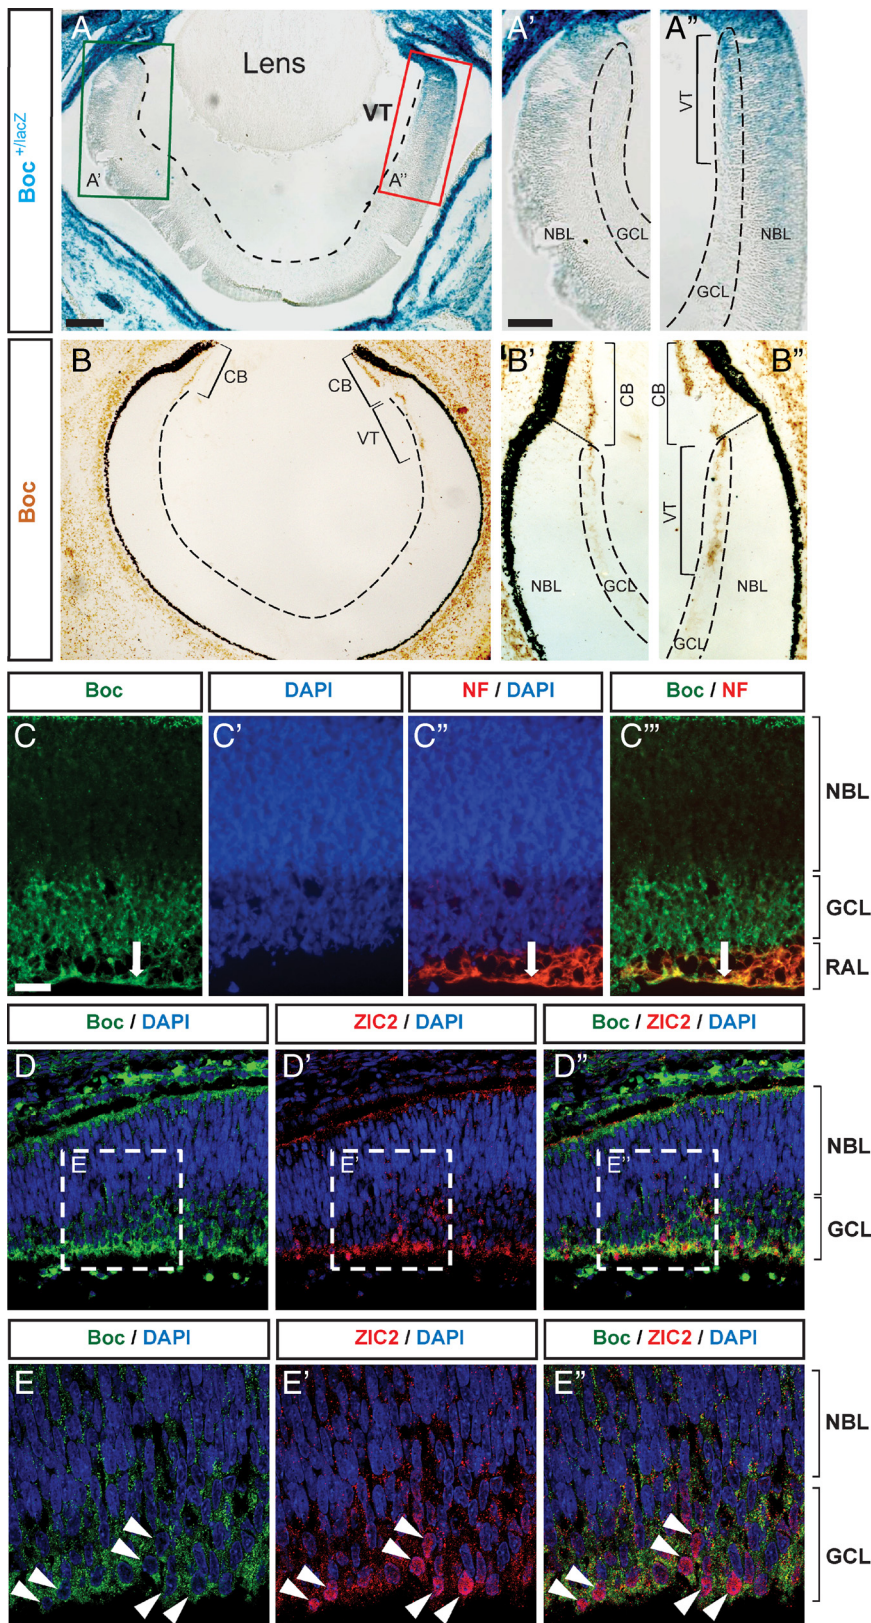 Boc +/lacZ
A
Lens
VT
A'
A"
A'
NBL
GCL
A"
VT
NBL
GCL
Boc
B
CB
CB
VT
B'
CB
NBL
GCL
B"
CB
VT
NBL
GCL
Boc
DAPI
NF / DAPI
Boc / NF
C
C'
C"
C'"
NBL
GCL
RAL
Boc / DAPI
ZIC2 / DAPI
Boc / ZIC2 / DAPI
D
E
D'
E'
D"
E"
NBL
GCL
Boc / DAPI
ZIC2 / DAPI
Boc / ZIC2 / DAPI
E
E'
E"
NBL
GCL